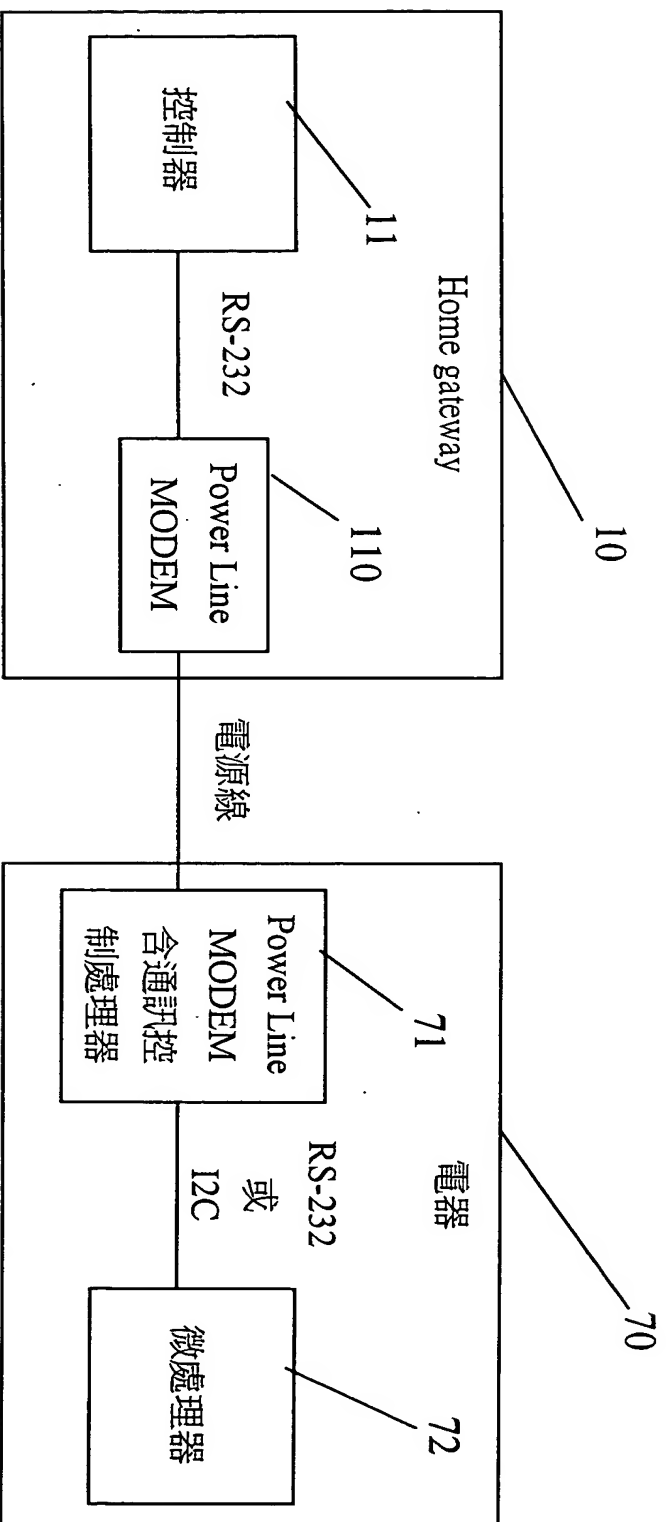 10
Home gateway
11
控制器
RS-232
110
Power Line
MODEM
電源線
70
電器
71
Power Line
MODEM
含通訊控
制處理器
RS-232
或
I2C
72
微處理器